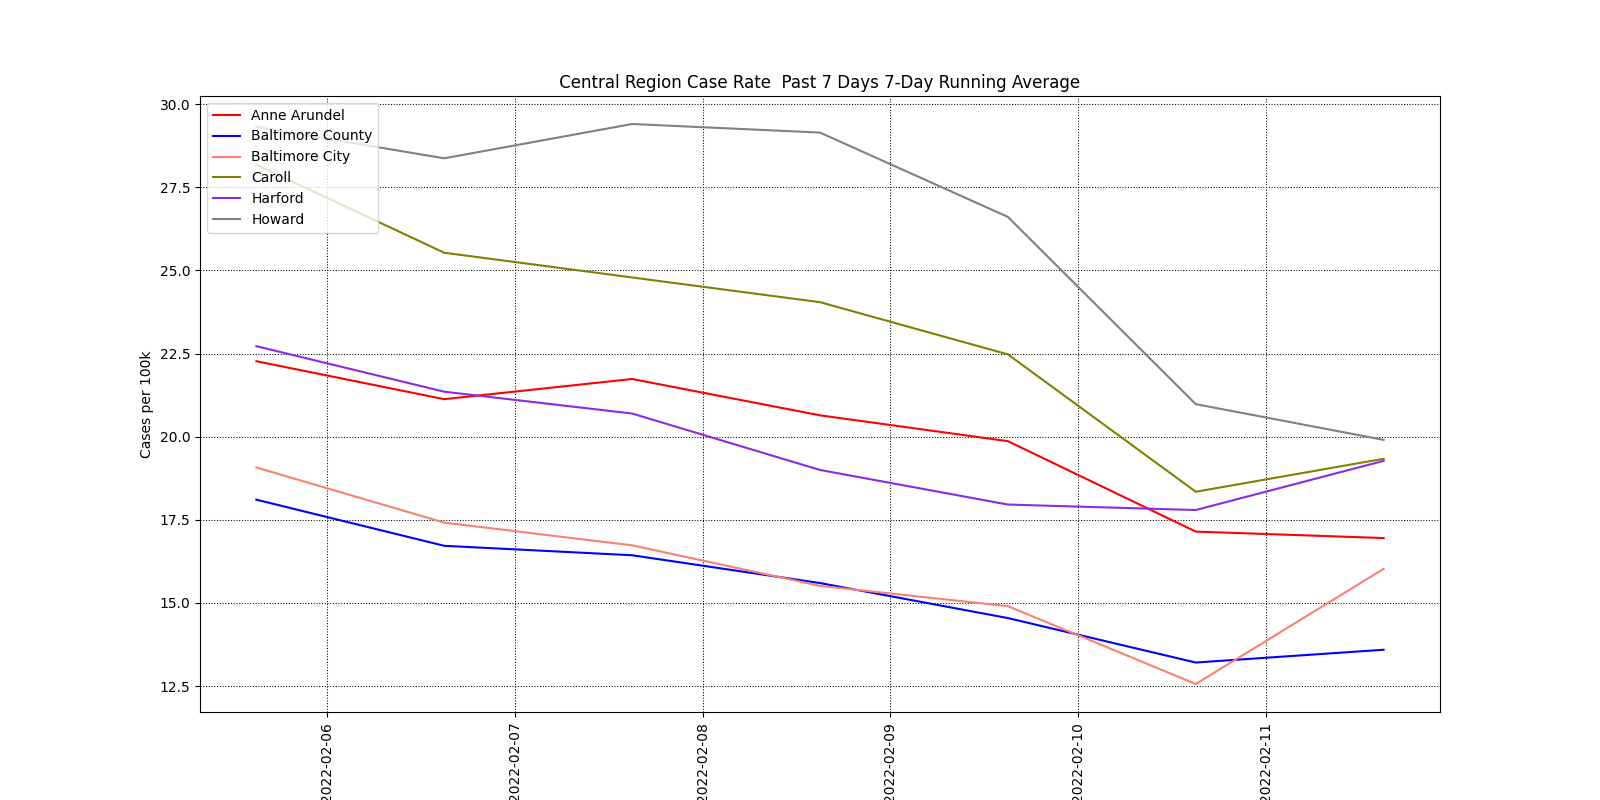 Central Region Case Rate  Past 7 Days 7-Day Running Average
30.0
27.5
25.0
22.5
20.0
17.5
15.0
12.5
Cases per 100k
Anne Arundel
Baltimore County
Baltimore City
Caroll
Harford
Howard
2022-02-06
2022-02-07
2022-02-08
2022-02-09
2022-02-10
2022-02-11